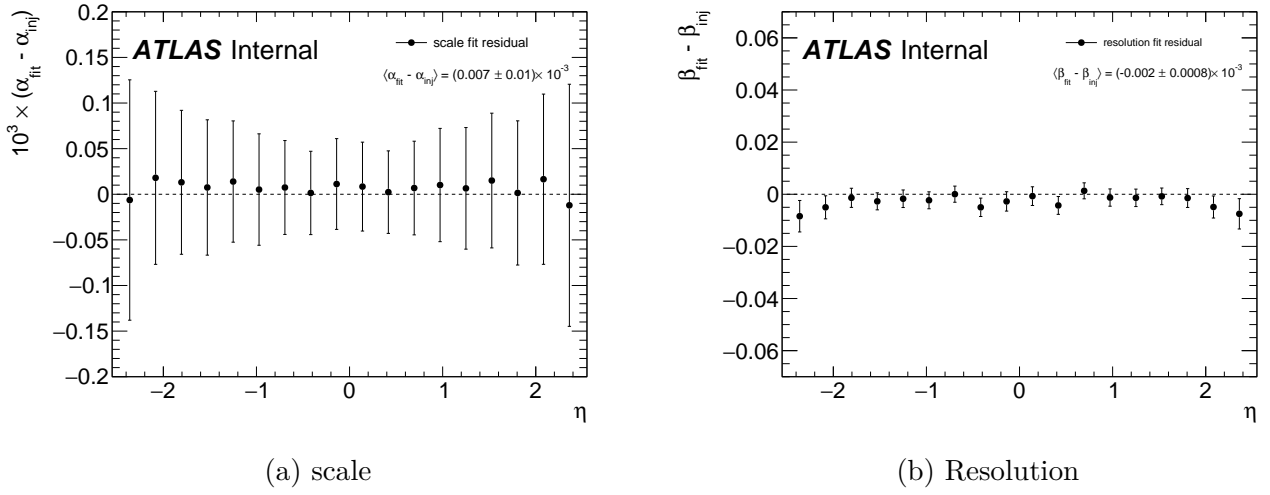 ATLAS Internal
scale fit residual
⟨α_fit - α_inj⟩ = (0.007 ± 0.01)× 10^-3
10^3 × (α_fit - α_inj)
0.2
0.15
0.1
0.05
0
−0.05
−0.1
−0.15
−0.2
−2 −1 0 1 2
η
(a) scale
ATLAS Internal
resolution fit residual
⟨β_fit - β_inj⟩ = (-0.002 ± 0.0008)× 10^-3
β_fit - β_inj
0.06
0.04
0.02
0
−0.02
−0.04
−0.06
−2 −1 0 1 2
η
(b) Resolution